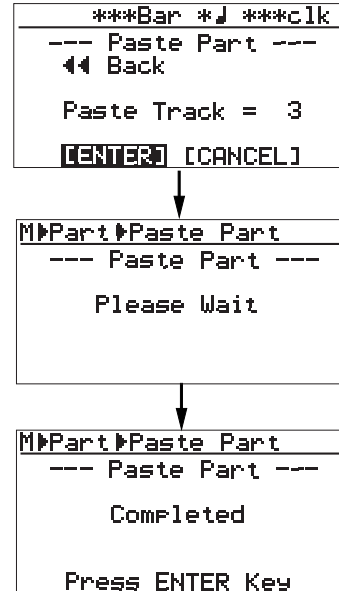 ***Bar *♩ ***clk
--- Paste Part ---
◀◀ Back
Paste Track = 3
[ENTER] [CANCEL]
M▶Part▶Paste Part
--- Paste Part ---
Please Wait
M▶Part▶Paste Part
--- Paste Part ---
Completed
Press ENTER Key